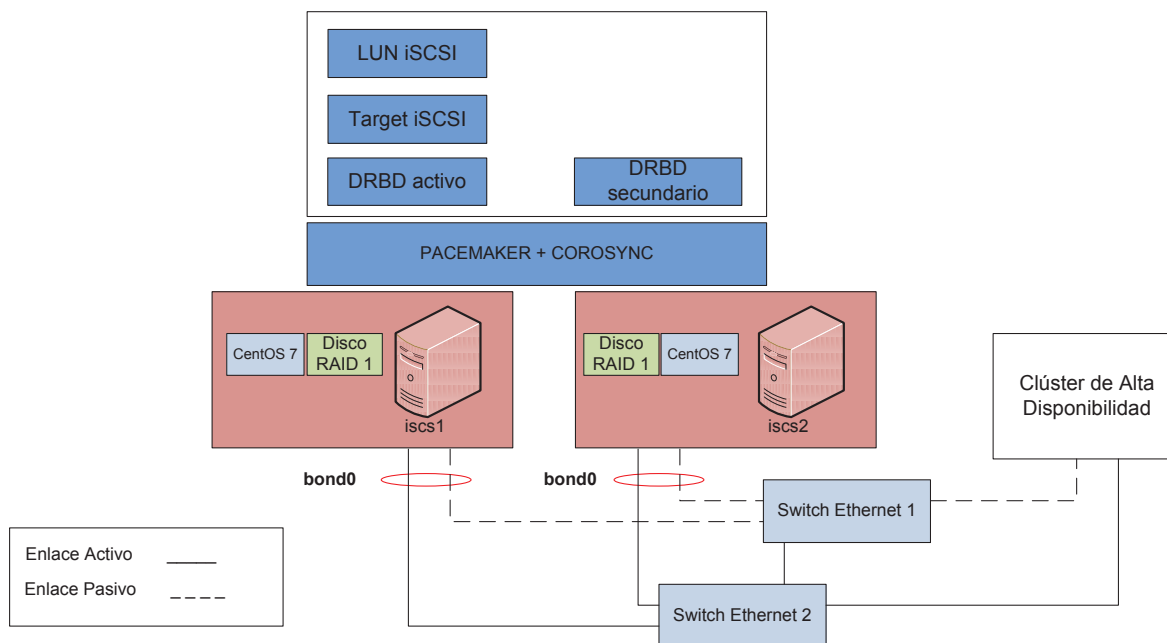 LUN iSCSI
Target iSCSI
DRBD activo
DRBD
secundario
PACEMAKER + COROSYNC
CentOS 7
Disco
RAID 1
iscs1
Disco
RAID 1
CentOS 7
iscs2
Clúster de Alta
Disponibilidad
bond0
bond0
Switch Ethernet 1
Enlace Activo
Enlace Pasivo
Switch Ethernet 2